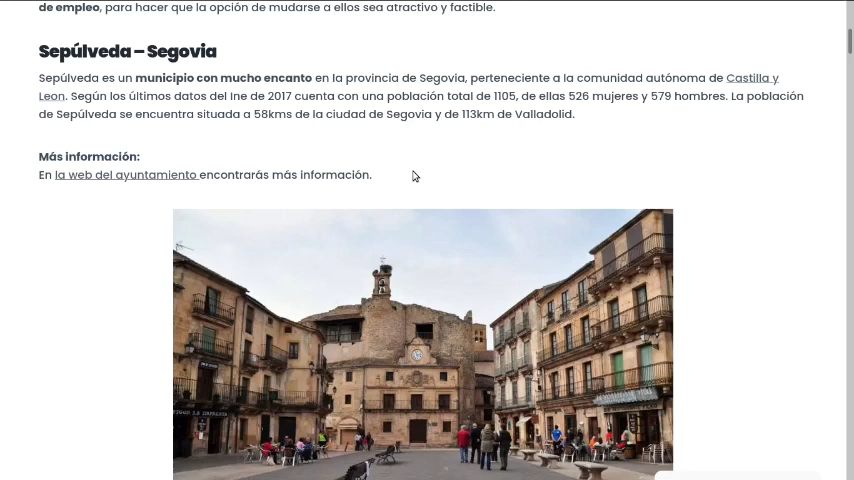 de empleo, para hacer que la opción de mudarse a ellos sea atractivo y factible.
Sepúlveda – Segovia
Sepúlveda es un municipio con mucho encanto en la provincia de Segovia, perteneciente a la comunidad autónoma de Castilla y
Leon. Según los últimos datos del Ine de 2017 cuenta con una población total de 1105, de ellas 526 mujeres y 579 hombres. La población
de Sepúlveda se encuentra situada a 58kms de la ciudad de Segovia y de 113km de Valladolid.
Más información:
En la web del ayuntamiento encontrarás más información.